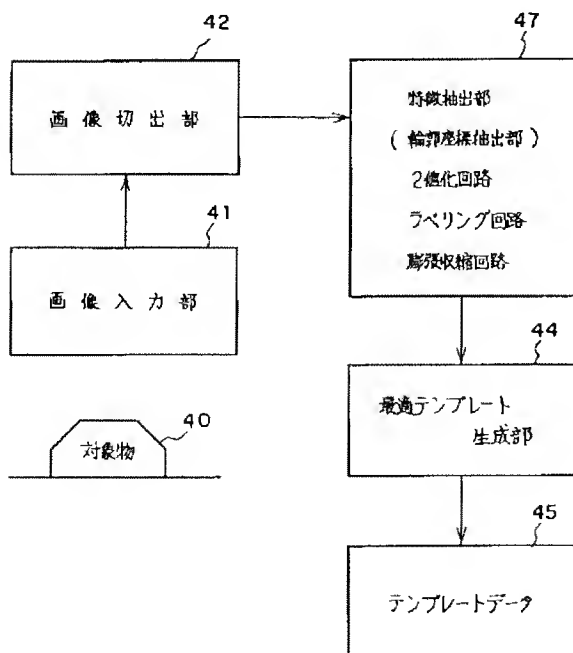 42
画像切出部
41
画像入力部
40
対象物
47
特徴抽出部
(輪郭座標抽出部)
2値化回路
ラベリング回路
膨張収縮回路
44
最適テンプレート
生成部
45
テンプレートデータ